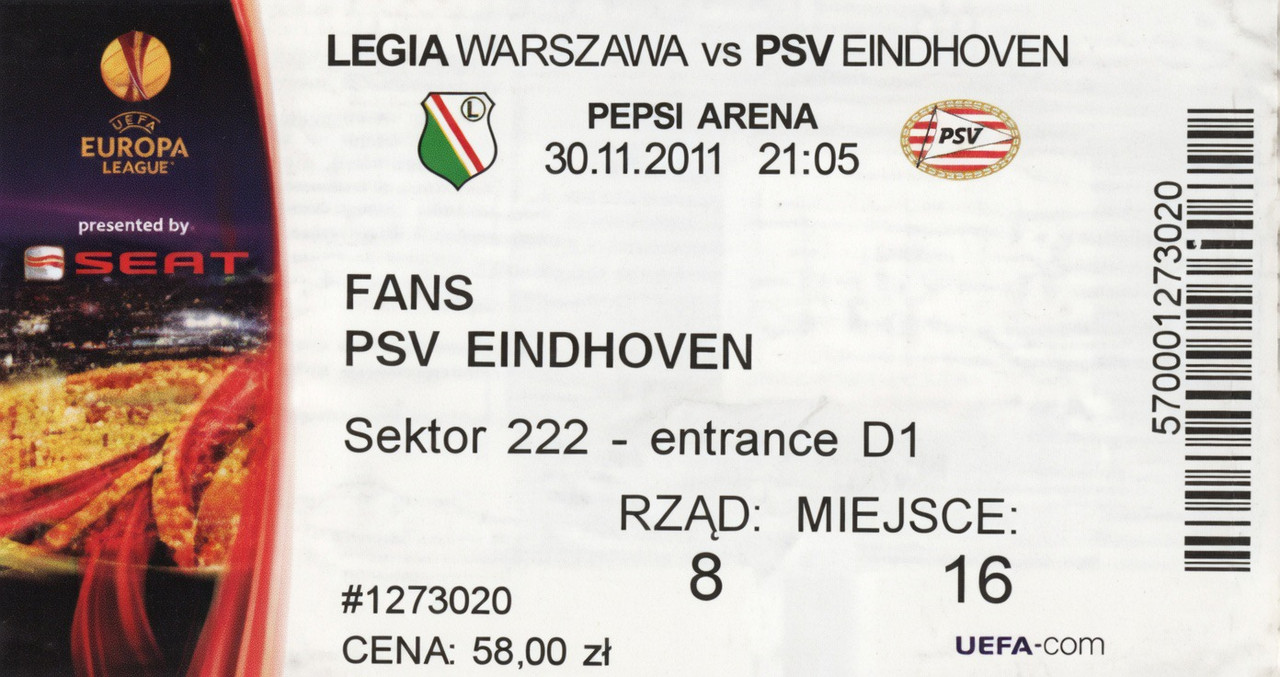 UEFA
EUROPA
LEAGUE
presented by
SEAT
LEGIA WARSZAWA vs PSV EINDHOVEN
L
PEPSI ARENA
PSV
30.11.2011 21:05
FANS
PSV EINDHOVEN
Sektor 222 - entrance D1
RZĄD: MIEJSCE:
8 16
#1273020
CENA: 58,00 zł
UEFA-com
570001273020